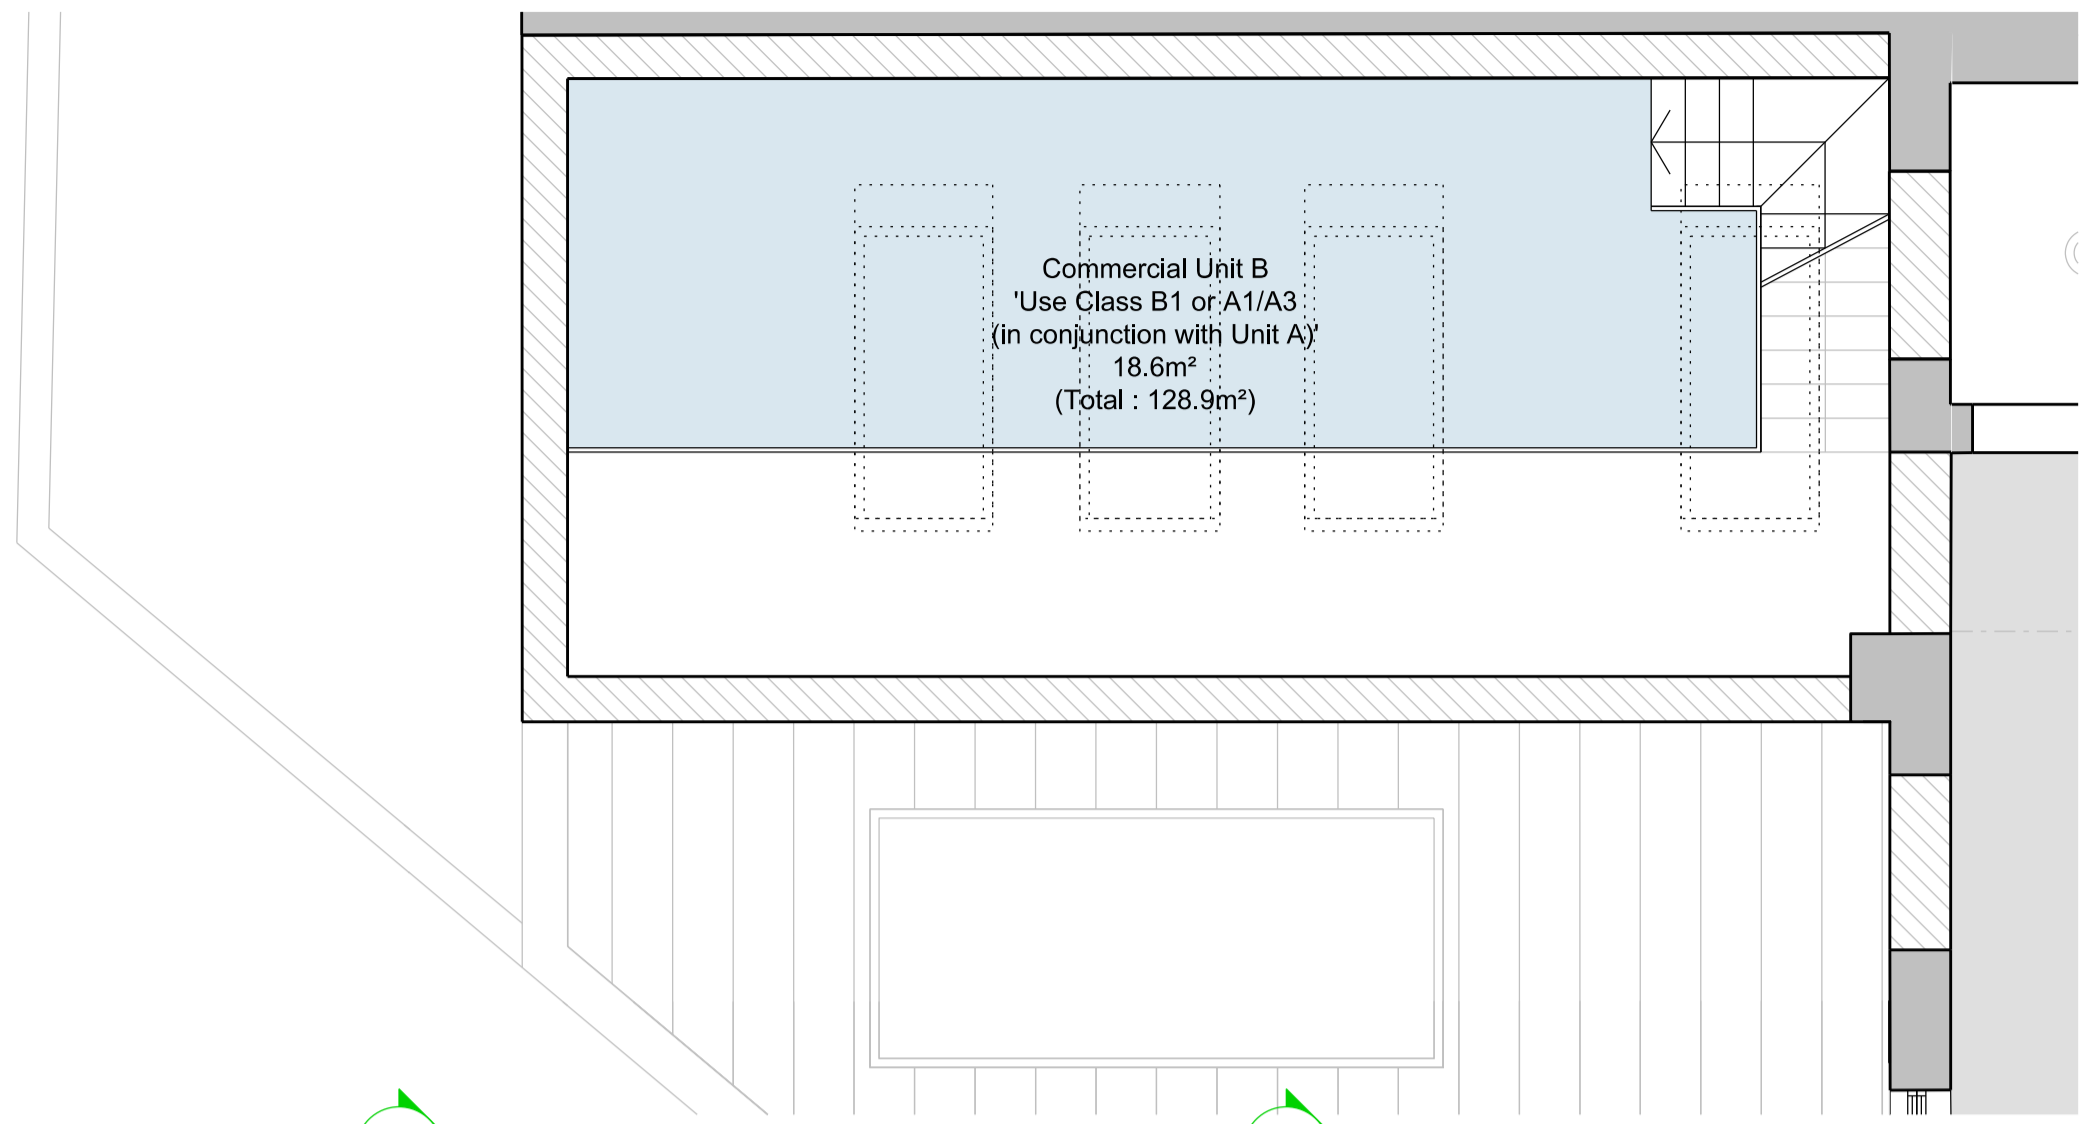 Commercial Unit B
'Use Class B1 or A1/A3
(in conjunction with Unit A)'
18.6m²
(Total : 128.9m²)